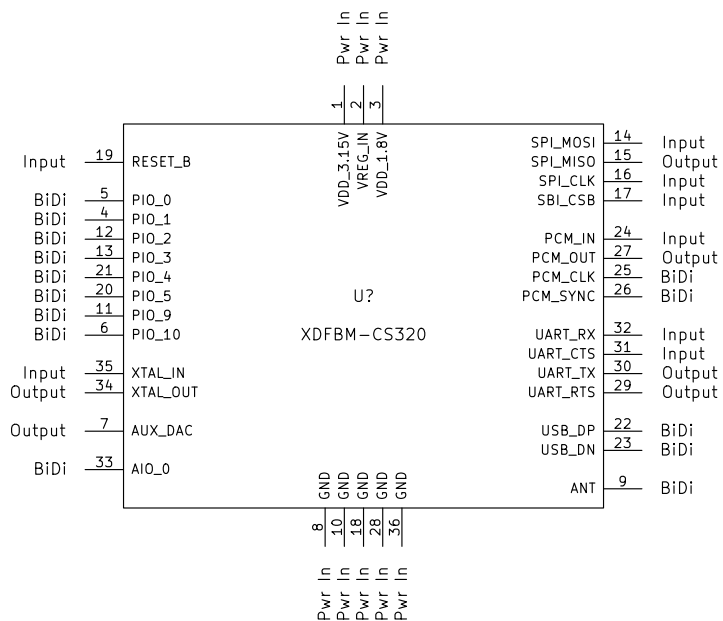 Pwr In Pwr In Pwr In
1 2 3
VDD_3.15V VREG_IN VDD_1.8V
SPI_MOSI 14 Input
Input 19 RESET_B SPI_MISO 15 Output
SPI_CLK 16 Input
BiDi 5 PIO_0 SBI_CSB 17 Input
BiDi 4 PIO_1
BiDi 12 PIO_2 PCM_IN 24 Input
BiDi 13 PIO_3 PCM_OUT 27 Output
BiDi 21 PIO_4 PCM_CLK 25 BiDi
BiDi 20 PIO_5 U? PCM_SYNC 26 BiDi
BiDi 11 PIO_9
BiDi 6 PIO_10 XDFBM-CS320 UART_RX 32 Input
UART_CTS 31 Input
Input 35 XTAL_IN UART_TX 30 Output
Output 34 XTAL_OUT UART_RTS 29 Output
Output 7 AUX_DAC USB_DP 22 BiDi
USB_DN 23 BiDi
BiDi 33 AIO_0
ANT 9 BiDi
GND GND GND GND GND
8 10 18 28 36
Pwr In Pwr In Pwr In Pwr In Pwr In